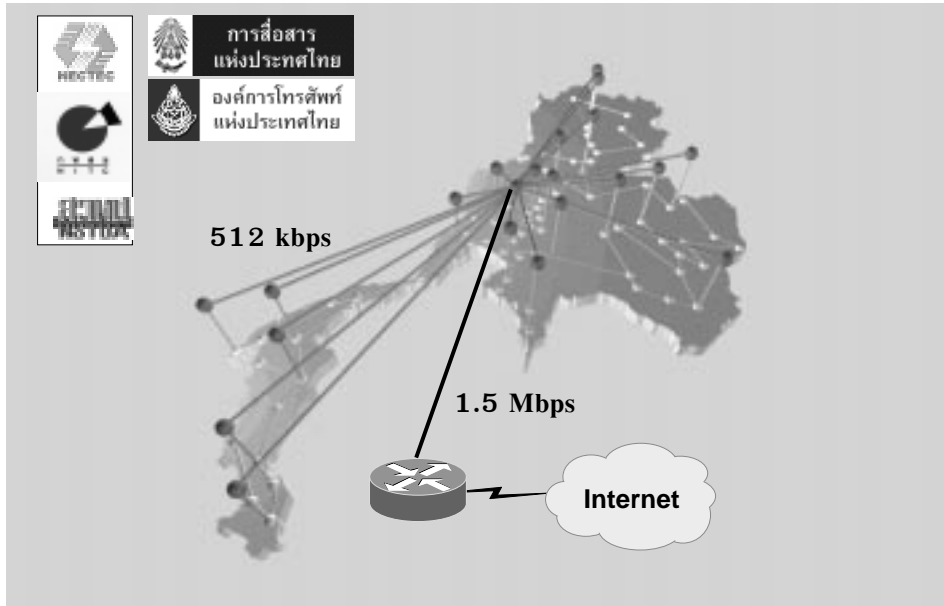 NECTEC
การสื่อสาร
แห่งประเทศไทย
องค์การโทรศัพท์
แห่งประเทศไทย
NSTDA
512 kbps
1.5 Mbps
Internet